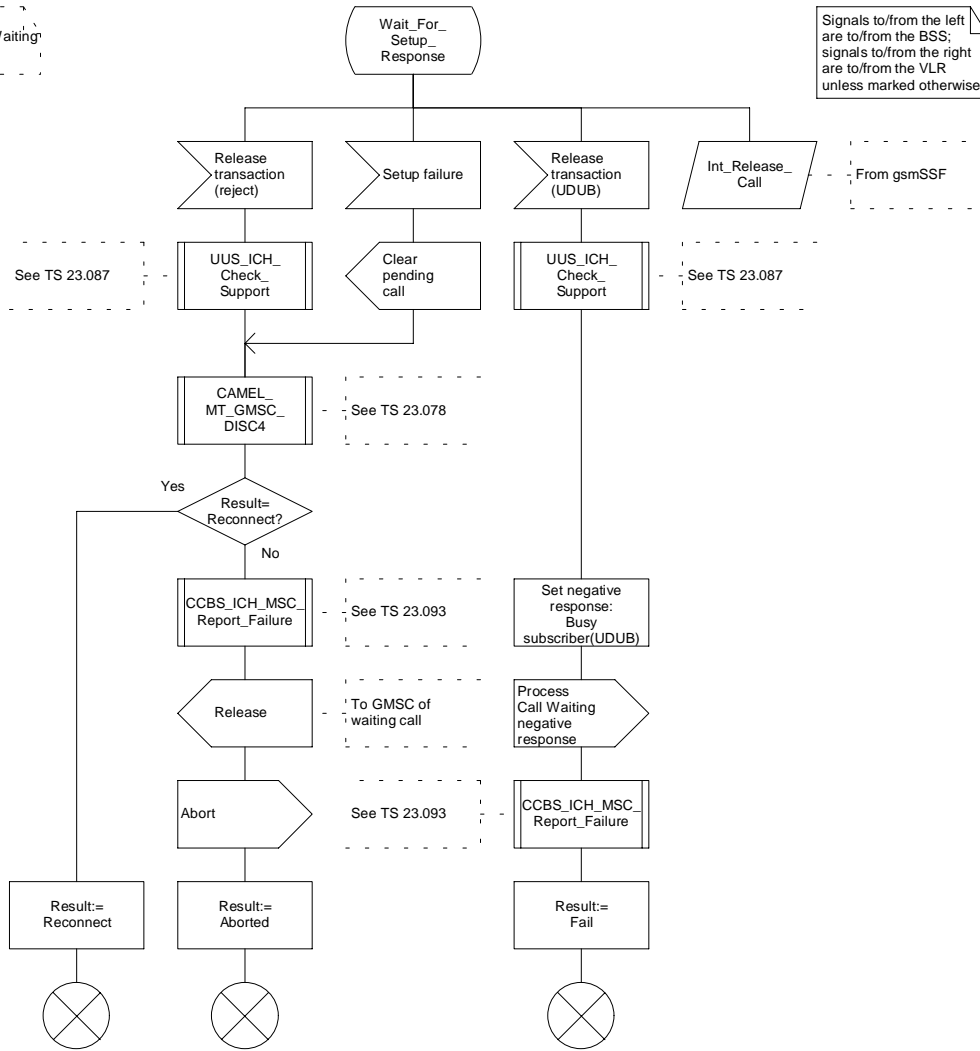 Wait_For_
Setup_
Response
Signals to/from the left
are to/from the BSS;
signals to/from the right
are to/from the VLR
unless marked otherwise
Release
transaction
(reject)
Setup failure
Release
transaction
(UDUB)
Int_Release_
Call
From gsmSSF
See TS 23.087
UUS_ICH_
Check_
Support
Clear
pending
call
UUS_ICH_
Check_
Support
See TS 23.087
CAMEL_
MT_GMSC_
DISC4
See TS 23.078
Yes
Result=
Reconnect?
No
CCBS_ICH_MSC_
Report_Failure
See TS 23.093
Set negative
response:
Busy
subscriber(UDUB)
Release
To GMSC of
waiting call
Process
Call Waiting
negative
response
Abort
See TS 23.093
CCBS_ICH_MSC_
Report_Failure
Result:=
Reconnect
Result:=
Aborted
Result:=
Fail